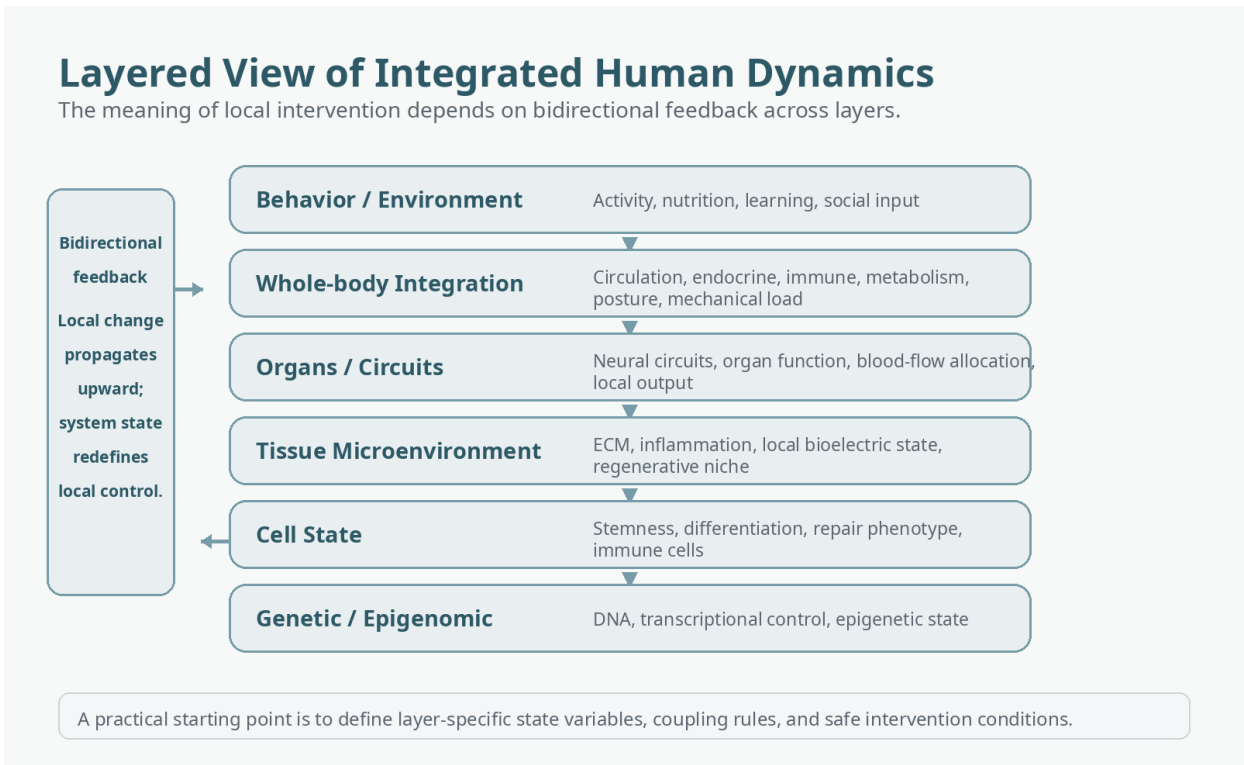 Layered View of Integrated Human Dynamics
The meaning of local intervention depends on bidirectional feedback across layers.
Bidirectional
feedback
Local change
propagates
upward;
system state
redefines
local control.
Behavior / Environment
Activity, nutrition, learning, social input
Whole-body Integration
Circulation, endocrine, immune, metabolism,
posture, mechanical load
Organs / Circuits
Neural circuits, organ function, blood-flow allocation,
local output
Tissue Microenvironment
ECM, inflammation, local bioelectric state,
regenerative niche
Cell State
Stemness, differentiation, repair phenotype,
immune cells
Genetic / Epigenomic
DNA, transcriptional control, epigenetic state
A practical starting point is to define layer-specific state variables, coupling rules, and safe intervention conditions.